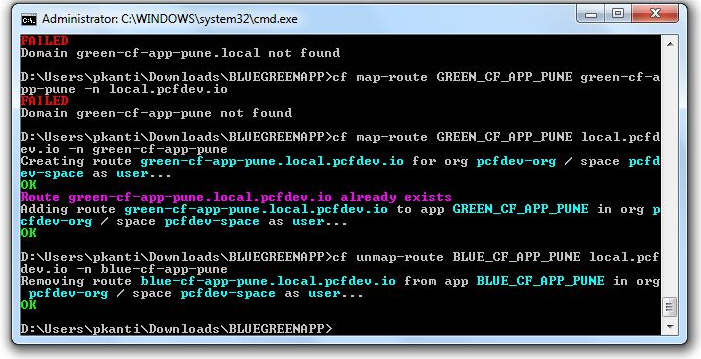 Administrator: C:\WINDOWS\system32\cmd.exe
FAILED
Domain green-cf-app-pune.local not found
D:\Users\pkanti\Downloads\BLUEGREENAPP>cf map-route GREEN_CF_APP_PUNE green-cf-a
pp-pune -n local.pcfdev.io
FAILED
Domain green-cf-app-pune not found
D:\Users\pkanti\Downloads\BLUEGREENAPP>cf map-route GREEN_CF_APP_PUNE local.pcfd
ev.io -n green-cf-app-pune
Creating route green-cf-app-pune.local.pcfdev.io for org pcfdev-org / space pcfd
ev-space as user...
OK
Route green-cf-app-pune.local.pcfdev.io already exists
Adding route green-cf-app-pune.local.pcfdev.io to app GREEN_CF_APP_PUNE in org p
cfdev-org / space pcfdev-space as user...
OK
D:\Users\pkanti\Downloads\BLUEGREENAPP>cf unmap-route BLUE_CF_APP_PUNE local.pcf
dev.io -n blue-cf-app-pune
Removing route blue-cf-app-pune.local.pcfdev.io from app BLUE_CF_APP_PUNE in org
pcfdev-org / space pcfdev-space as user...
OK
D:\Users\pkanti\Downloads\BLUEGREENAPP>